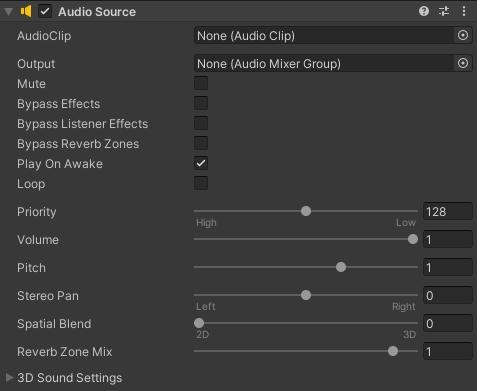 Audio Source
AudioClip None (Audio Clip)
Output None (Audio Mixer Group)
Mute
Bypass Effects
Bypass Listener Effects
Bypass Reverb Zones
Play On Awake
Loop
Priority 128
High Low
Volume 1
Pitch 1
Stereo Pan 0
Left Right
Spatial Blend 0
2D 3D
Reverb Zone Mix 1
3D Sound Settings